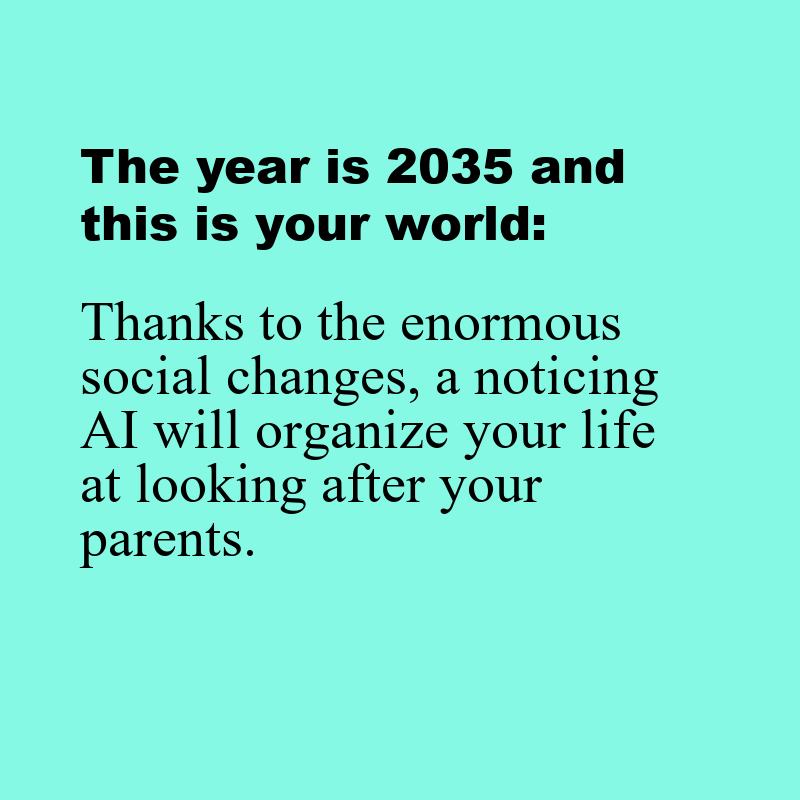 The year is 2035 and
this is your world:
Thanks to the enormous
social changes, a noticing
AI will organize your life
at looking after your
parents.